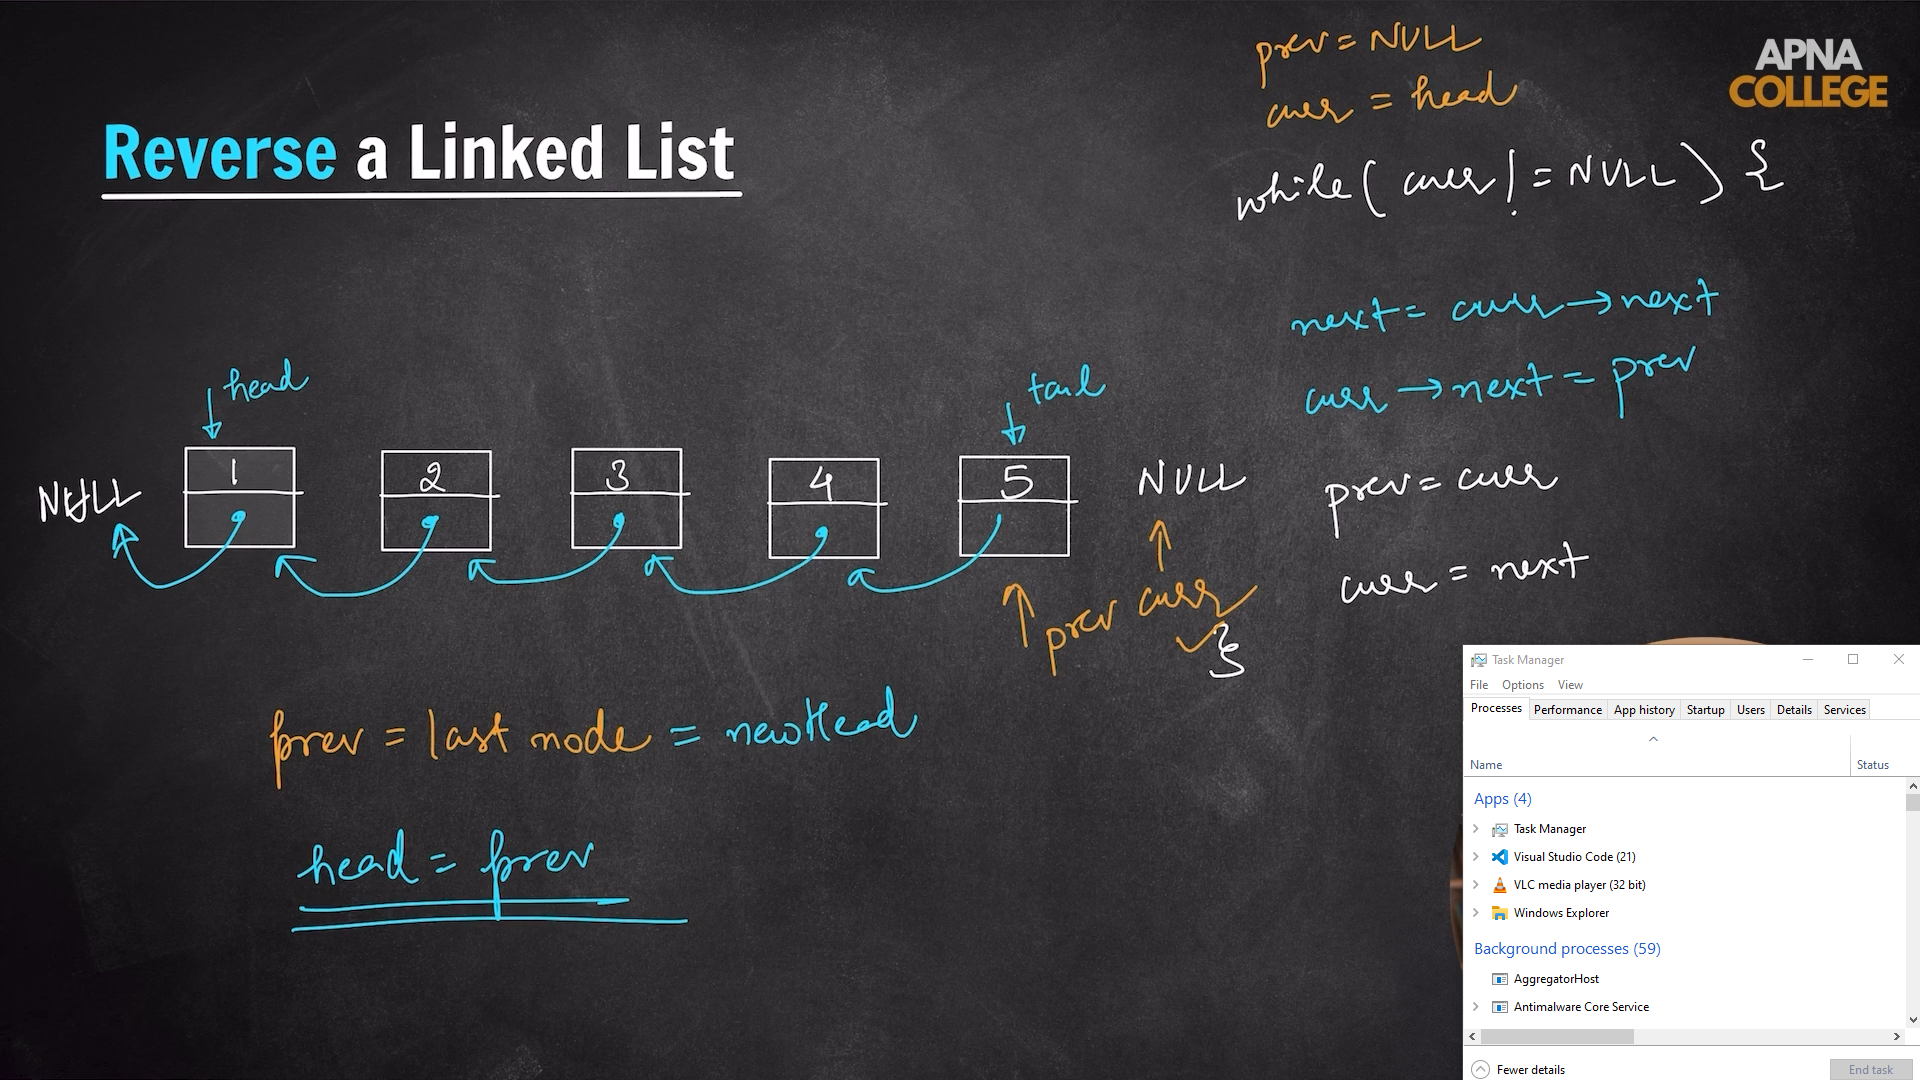 prev = NULL
curr = head
APNA
COLLEGE
Reverse a Linked List
while( curr != NULL ) {
next = curr → next
curr → next = prev
prev = curr
curr = next
head
tail
NULL
1
2
3
4
5
NULL
prev
curr
}
prev = last node = newHead
head = prev
Task Manager
File Options View
Processes Performance App history Startup Users Details Services
Name Status
Apps (4)
Task Manager
Visual Studio Code (21)
VLC media player (32 bit)
Windows Explorer
Background processes (59)
AggregatorHost
Antimalware Core Service
Fewer details
End task